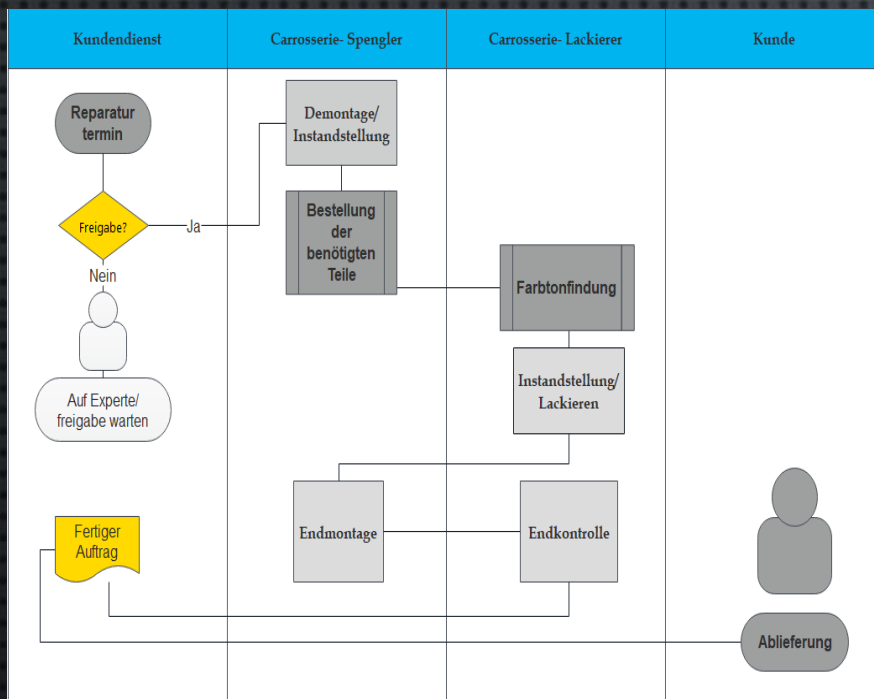 Kundendienst
Carrosserie- Spengler
Carrosserie- Lackierer
Kunde
Reparatur
termin
Freigabe?
Ja
Nein
Auf Experte/
freigabe warten
Demontage/
Instandstellung
Bestellung
der
benötigten
Teile
Farbtonfindung
Instandstellung/
Lackieren
Endmontage
Endkontrolle
Fertiger
Auftrag
Ablieferung